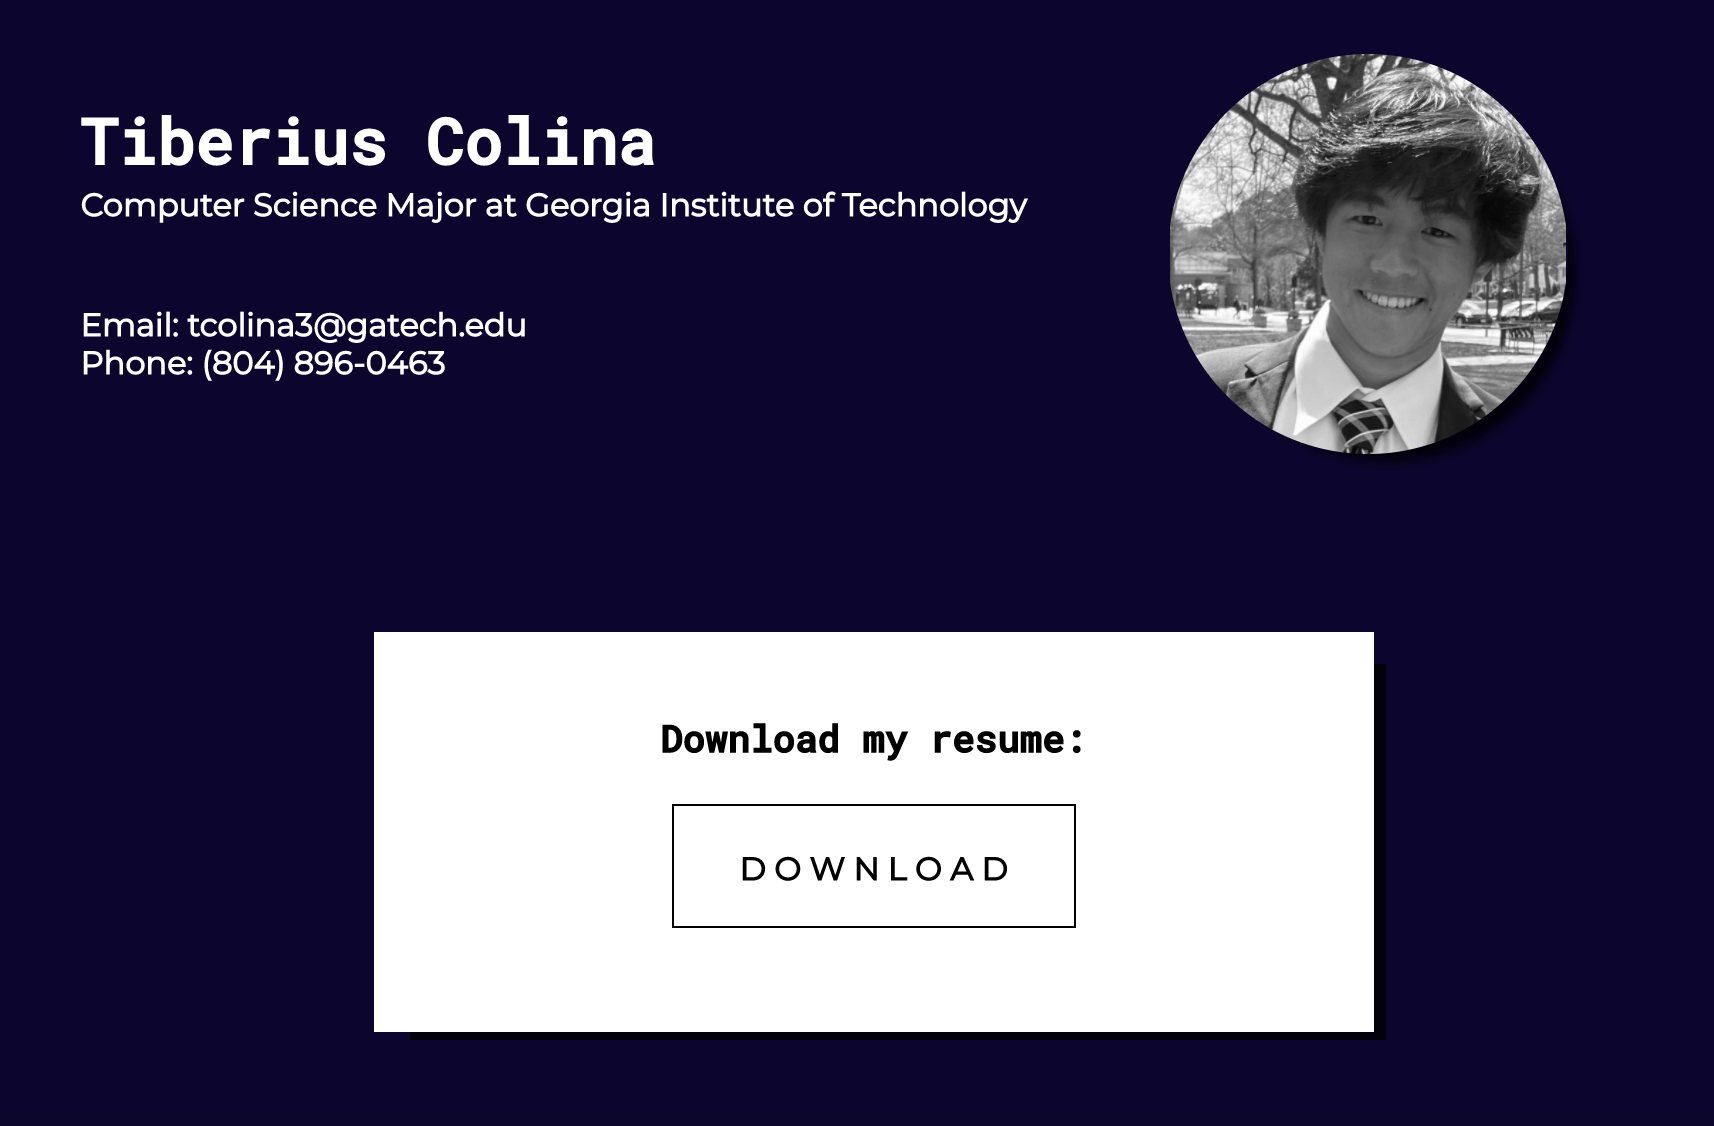 Tiberius Colina
Computer Science Major at Georgia Institute of Technology
Email: tcolina3@gatech.edu
Phone: (804) 896-0463
Download my resume:
DOWNLOAD